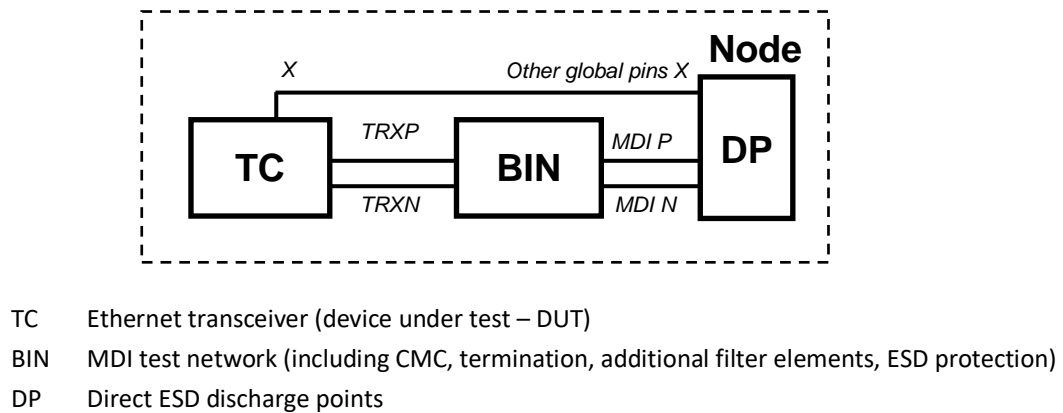 Node
X
Other global pins X
TRXP
MDI P
TC
BIN
DP
TRXN
MDI N
TC Ethernet transceiver (device under test – DUT)
BIN MDI test network (including CMC, termination, additional filter elements, ESD protection)
DP Direct ESD discharge points